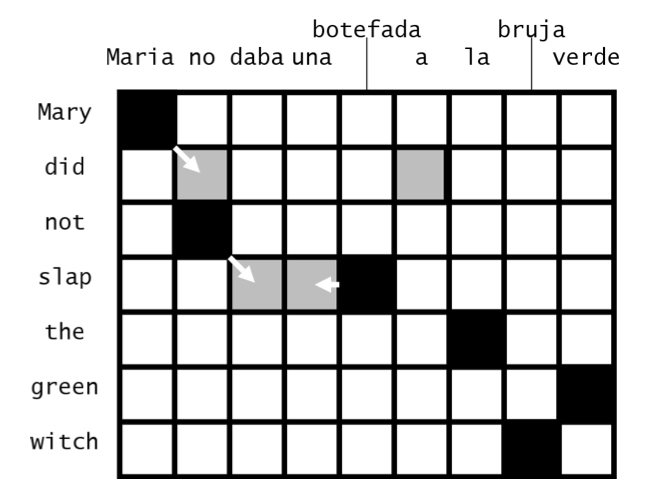 botefada bruja
Maria no daba una a la verde
Mary
did
not
slap
the
green
witch